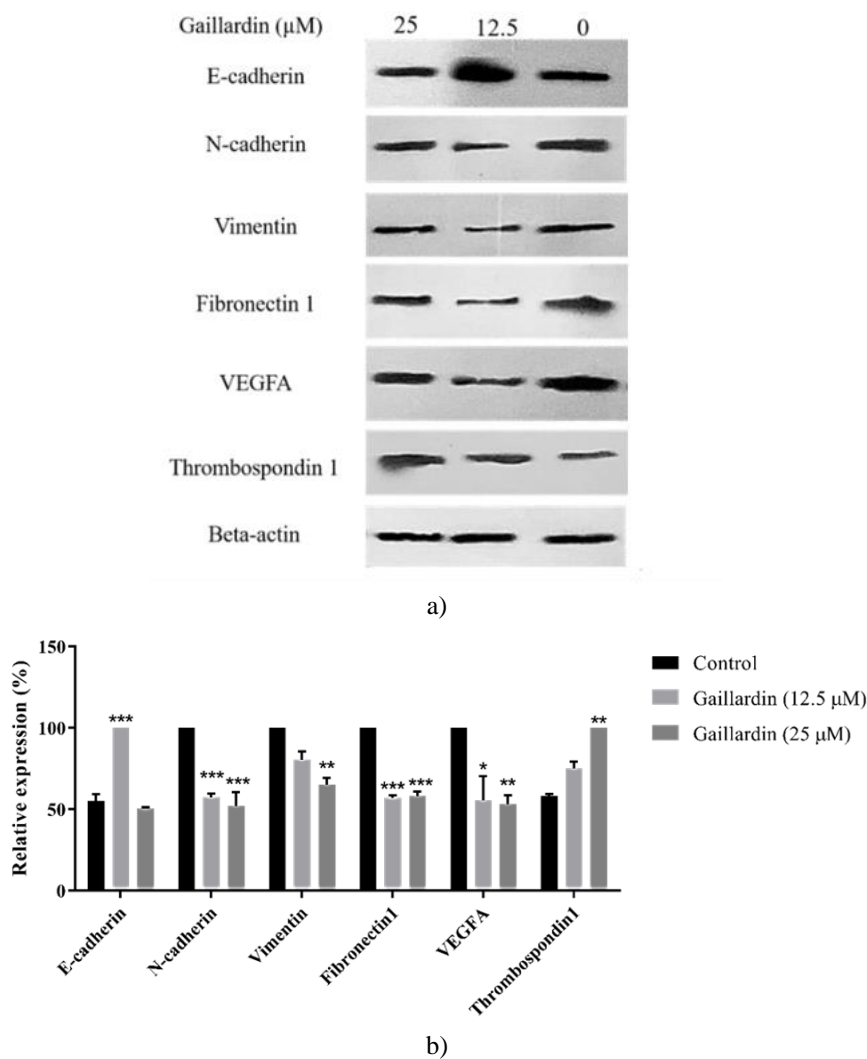 Gaillardin (µM) 25 12.5 0
E-cadherin
N-cadherin
Vimentin
Fibronectin 1
VEGFA
Thrombospondin 1
Beta-actin
a)
Relative expression (%)
150
100
50
0
***
*** ***
**
*** ***
* **
**
E-cadherin
N-cadherin
Vimentin
Fibronectin1
VEGFA
Thrombospondin1
Control
Gaillardin (12.5 µM)
Gaillardin (25 µM)
b)